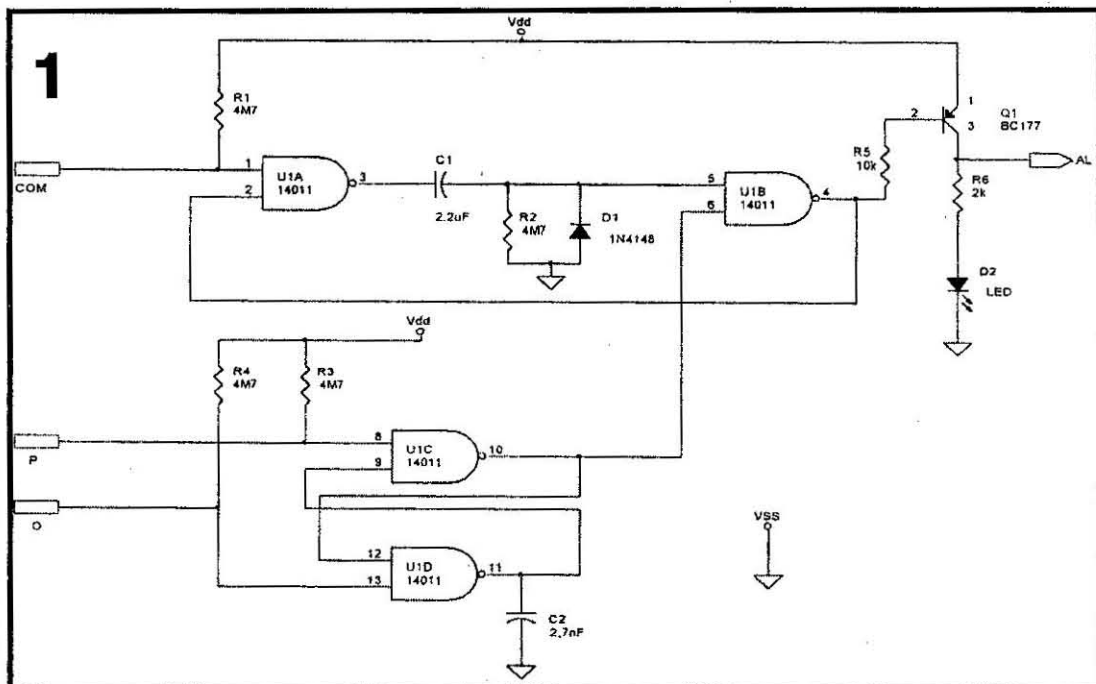 1
Vdd
R1
4M7
COM
1
2
U1A
14011
3
C1
2.2uF
R2
4M7
D1
1N4148
5
6
U1B
14011
4
R5
10k
2
1
3
Q1
BC177
AL
R6
2k
D2
LED
Vdd
R4
4M7
R3
4M7
P
O
8
9
U1C
14011
10
12
13
U1D
14011
11
C2
2,7nF
VSS